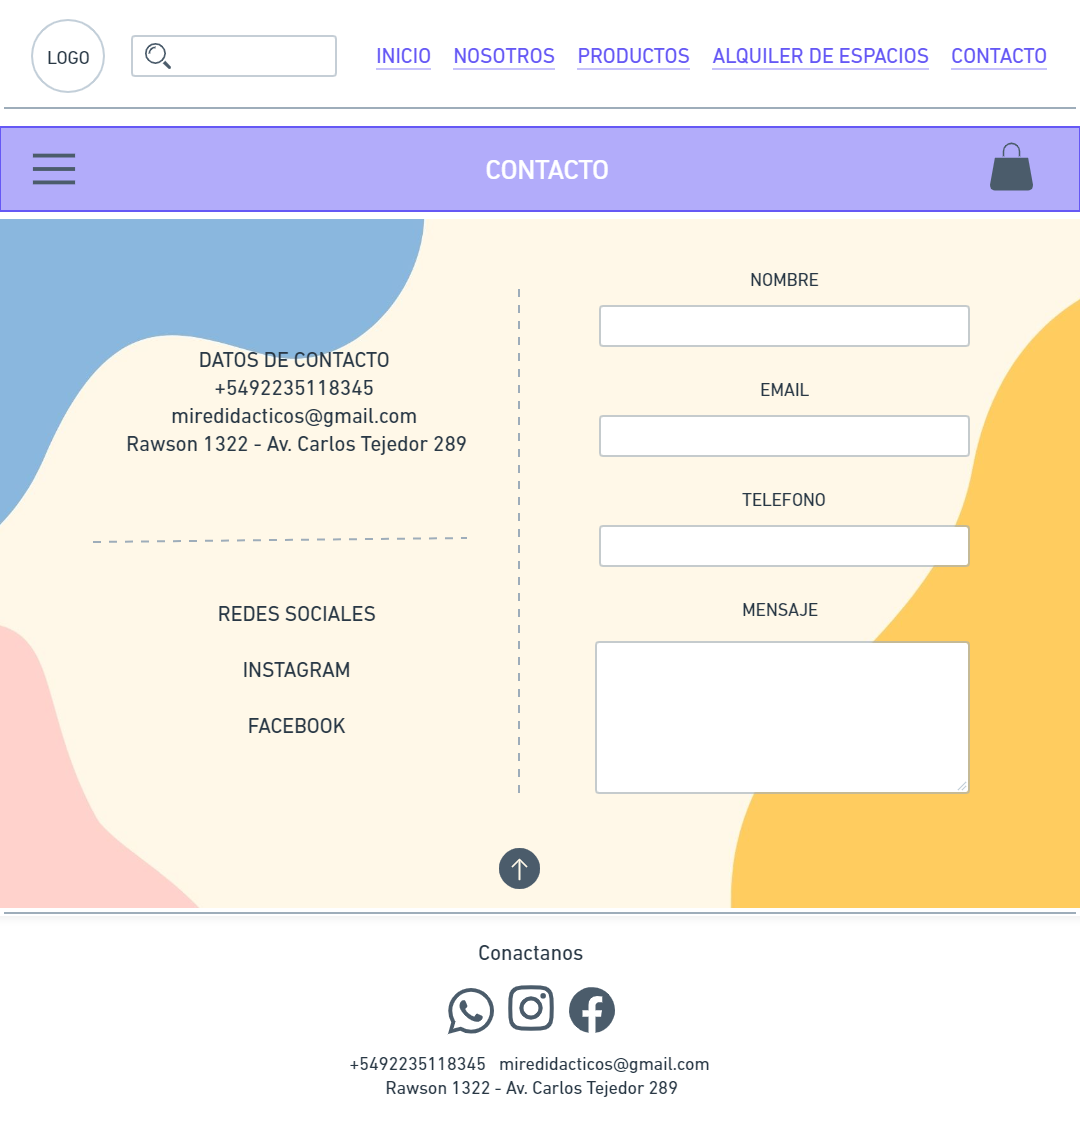 LOGO
INICIO NOSOTROS PRODUCTOS ALQUILER DE ESPACIOS CONTACTO
CONTACTO
DATOS DE CONTACTO
+5492235118345
miredidacticos@gmail.com
Rawson 1322 - Av. Carlos Tejedor 289
REDES SOCIALES
INSTAGRAM
FACEBOOK
NOMBRE
EMAIL
TELEFONO
MENSAJE
Conactanos
+5492235118345 miredidacticos@gmail.com
Rawson 1322 - Av. Carlos Tejedor 289